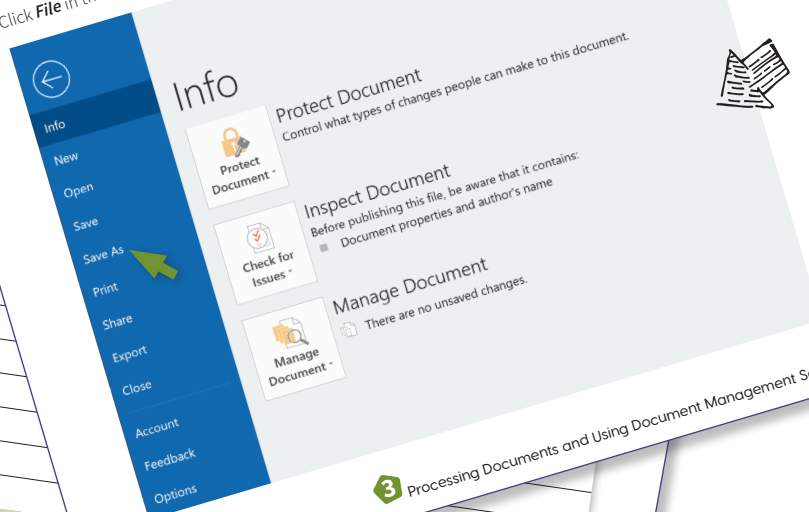 Click File in th
Info
New
Open
Save
Save As
Print
Share
Export
Close
Account
Feedback
Options
Info
Protect
Document
Protect Document
Control what types of changes people can make to this document.
Check for
Issues
Inspect Document
Before publishing this file, be aware that it contains:
Document properties and author's name
Manage
Document
Manage Document
There are no unsaved changes.
3 Processing Documents and Using Document Management